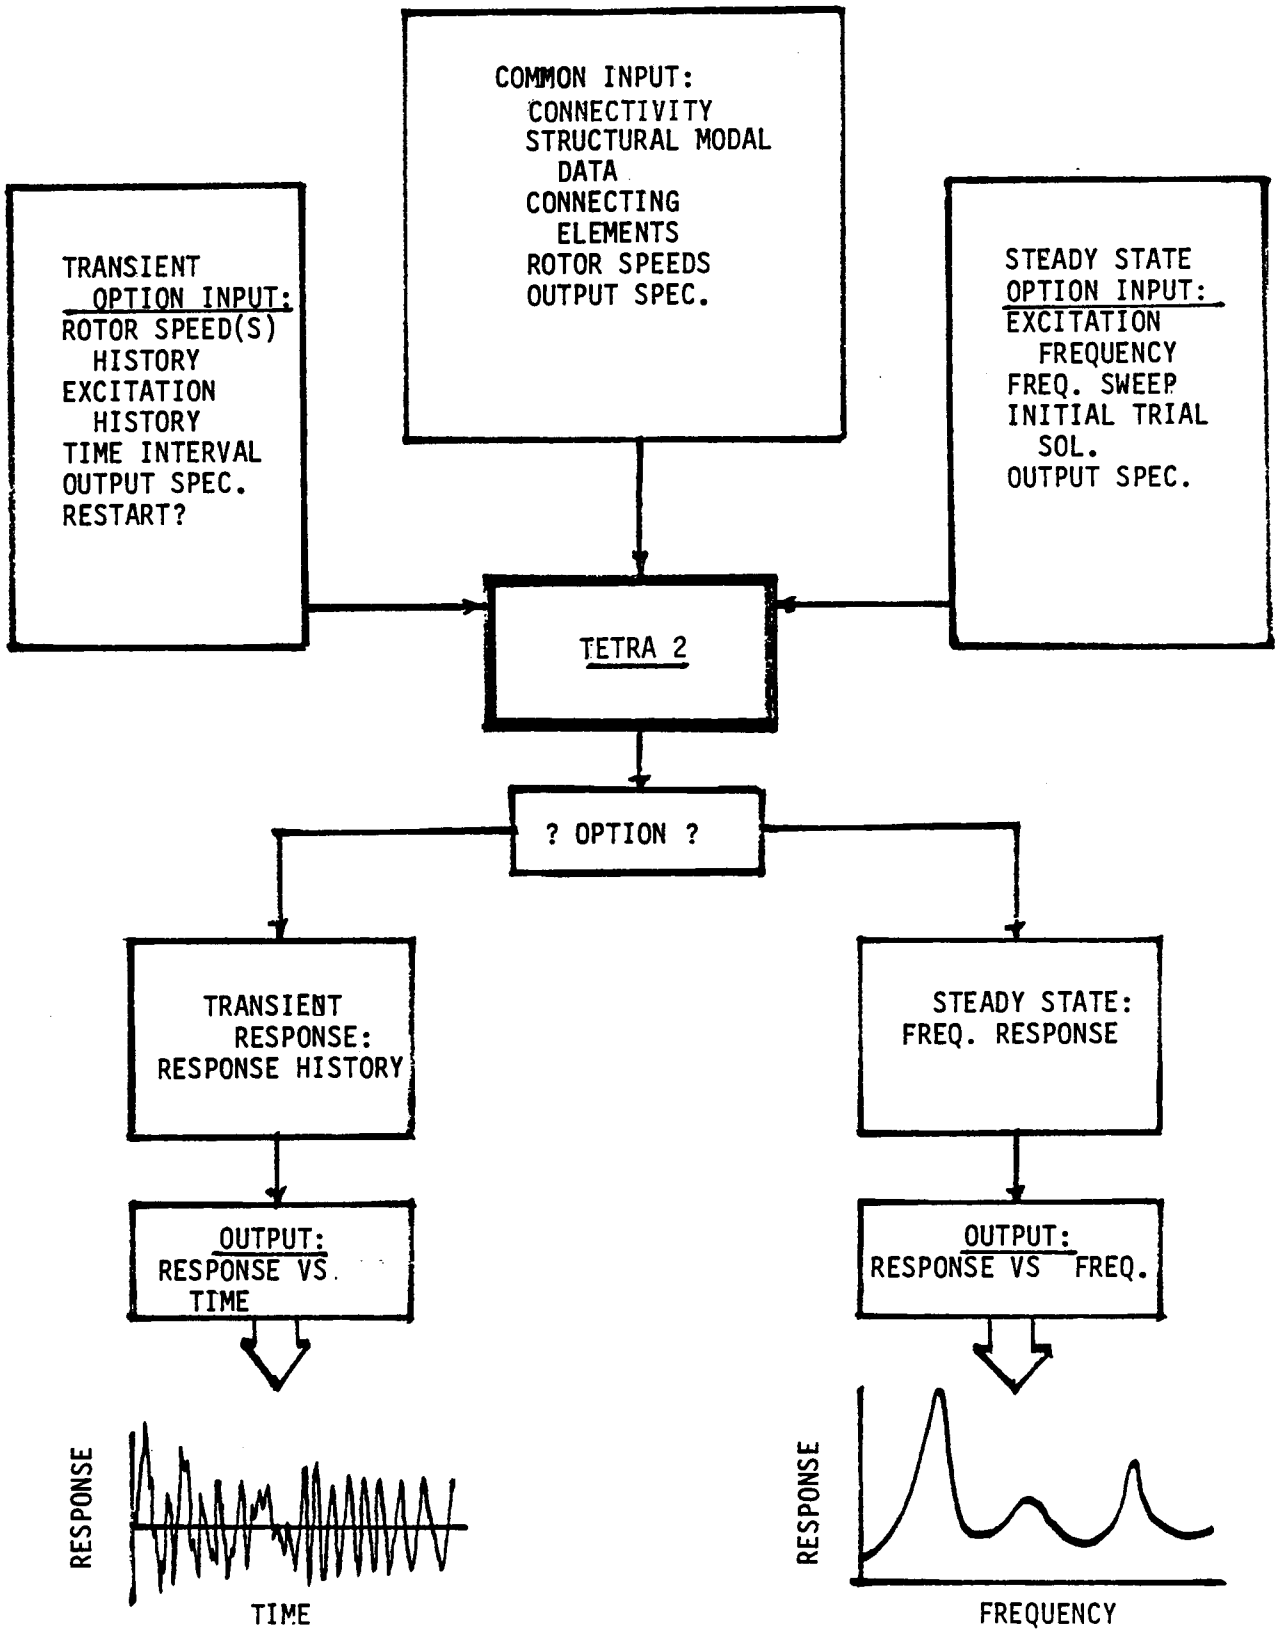 COMMON INPUT:
CONNECTIVITY
STRUCTURAL MODAL
DATA
CONNECTING
ELEMENTS
ROTOR SPEEDS
OUTPUT SPEC.
TRANSIENT
OPTION INPUT:
ROTOR SPEED(S)
HISTORY
EXCITATION
HISTORY
TIME INTERVAL
OUTPUT SPEC.
RESTART?
STEADY STATE
OPTION INPUT:
EXCITATION
FREQUENCY
FREQ. SWEEP
INITIAL TRIAL
SOL.
OUTPUT SPEC.
TETRA 2
? OPTION ?
TRANSIENT
RESPONSE:
RESPONSE HISTORY
STEADY STATE:
FREQ. RESPONSE
OUTPUT:
RESPONSE VS.
TIME
OUTPUT:
RESPONSE VS FREQ.
RESPONSE
TIME
RESPONSE
FREQUENCY